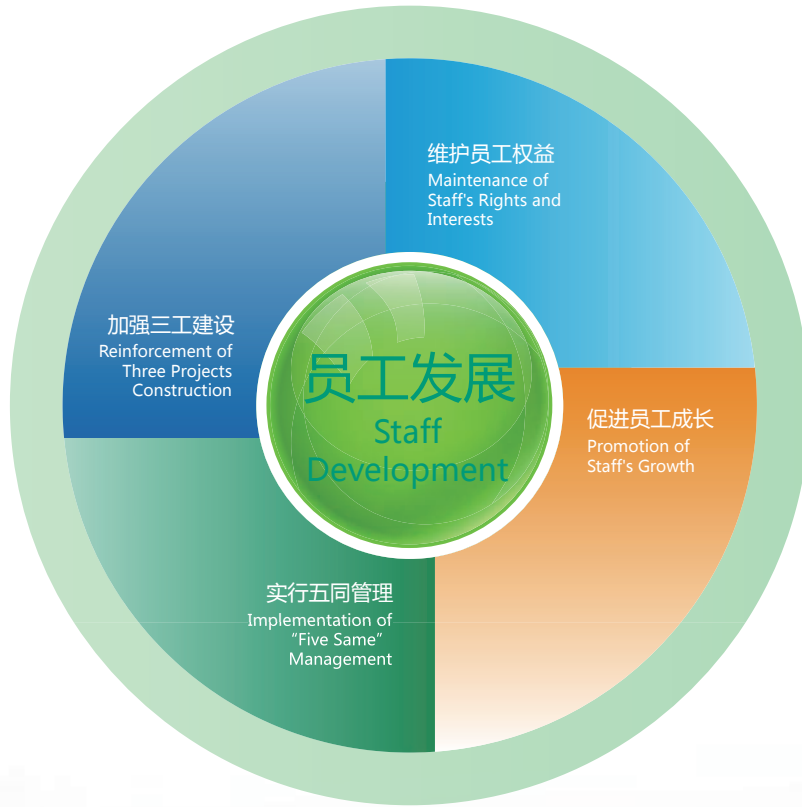 维护员工权益
Maintenance of
Staff's Rights and
Interests
加强三工建设
Reinforcement of
Three Projects
Construction
员工发展
Staff
Development
促进员工成长
Promotion of
Staff's Growth
实行五同管理
Implementation of
“Five Same”
Management